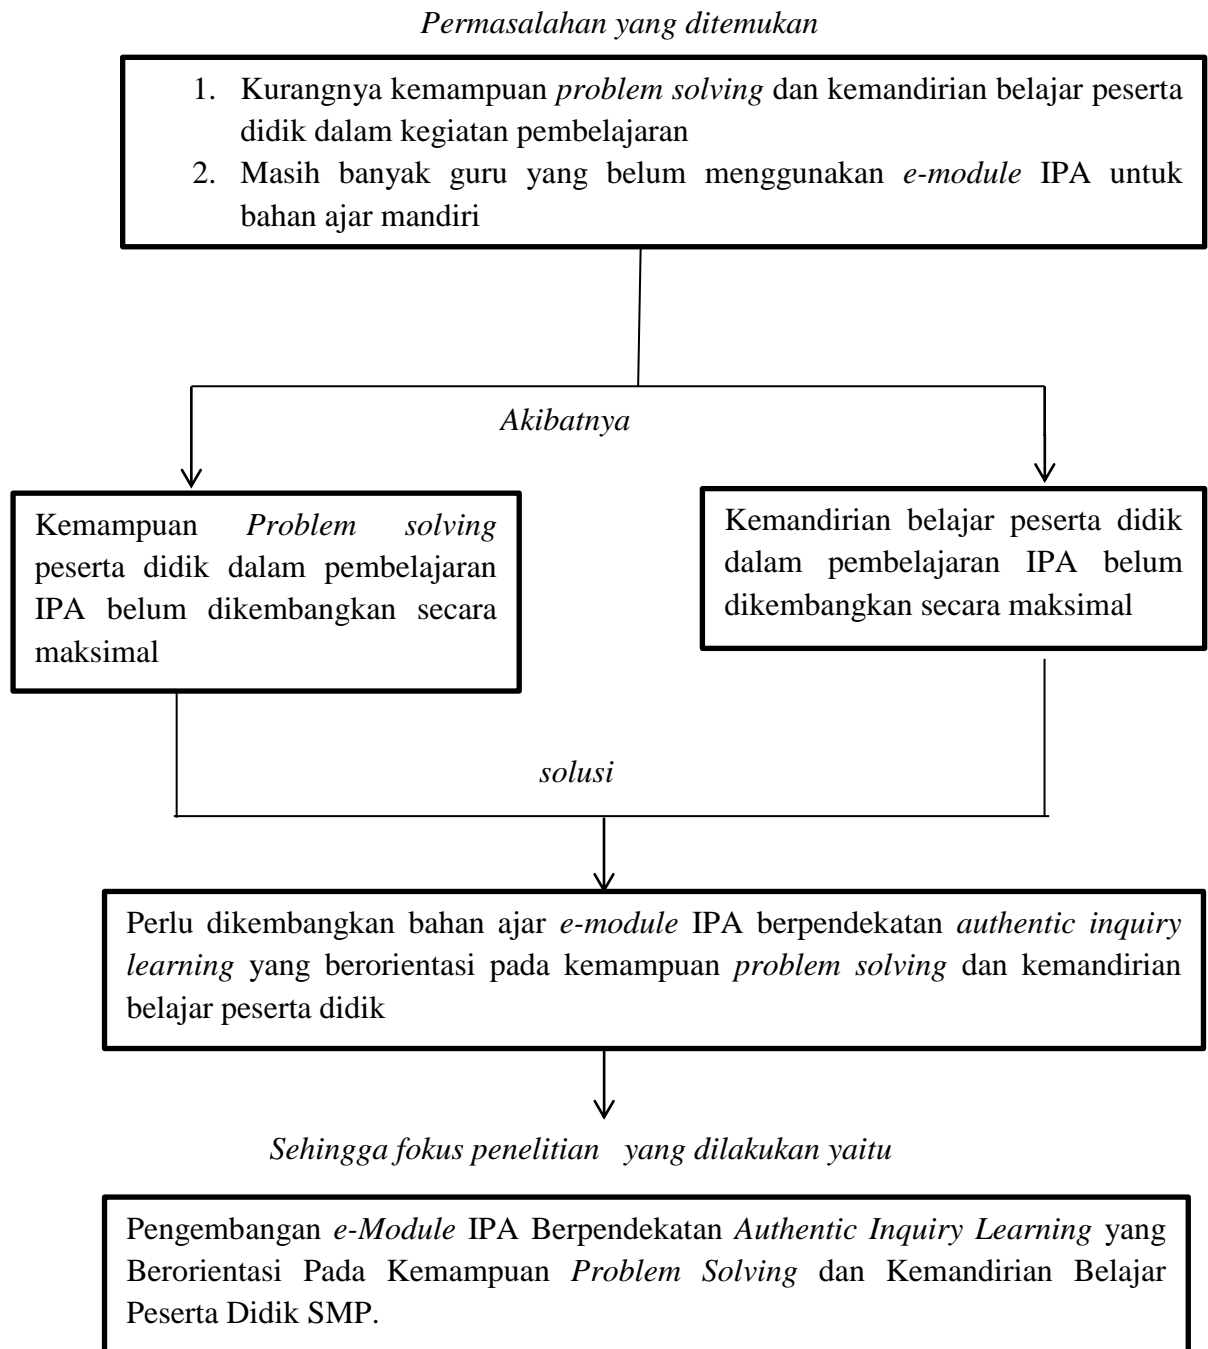 Permasalahan yang ditemukan
1. Kurangnya kemampuan problem solving dan kemandirian belajar peserta
didik dalam kegiatan pembelajaran
2. Masih banyak guru yang belum menggunakan e-module IPA untuk
bahan ajar mandiri
Akibatnya
Kemampuan Problem solving
peserta didik dalam pembelajaran
IPA belum dikembangkan secara
maksimal
Kemandirian belajar peserta didik
dalam pembelajaran IPA belum
dikembangkan secara maksimal
solusi
Perlu dikembangkan bahan ajar e-module IPA berpendekatan authentic inquiry
learning yang berorientasi pada kemampuan problem solving dan kemandirian
belajar peserta didik
Sehingga fokus penelitian yang dilakukan yaitu
Pengembangan e-Module IPA Berpendekatan Authentic Inquiry Learning yang
Berorientasi Pada Kemampuan Problem Solving dan Kemandirian Belajar
Peserta Didik SMP.